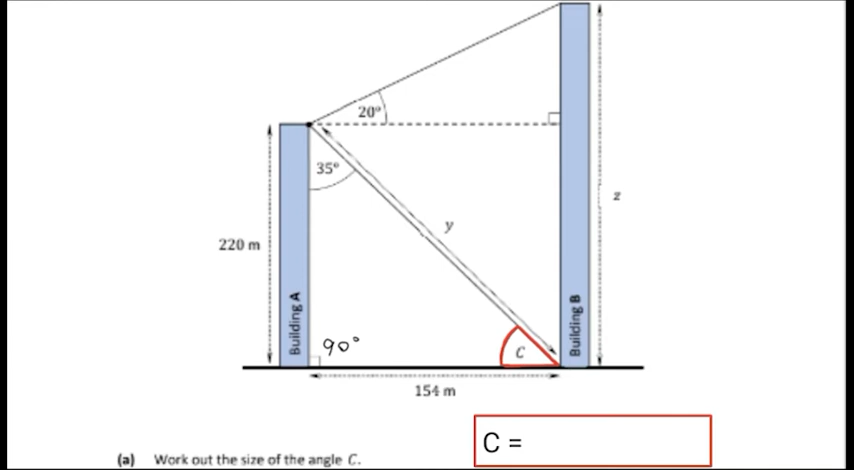 20°
35°
y
z
220 m
Building A
Building B
90°
C
154 m
C =
(a) Work out the size of the angle C.